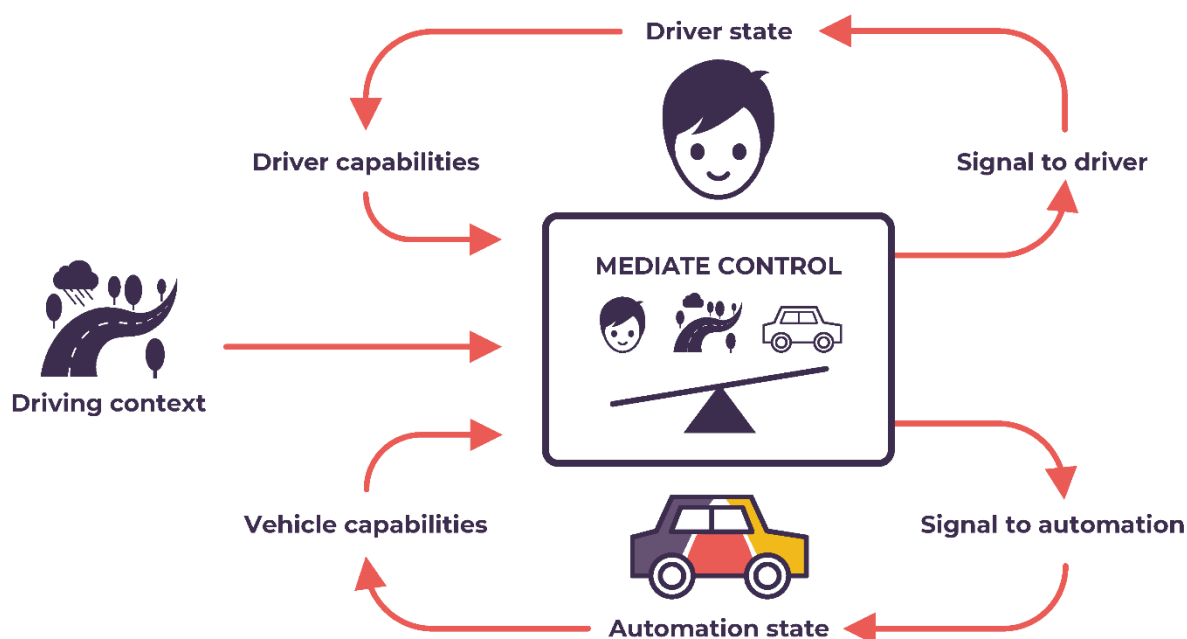 Driver state
Driver capabilities
Signal to driver
MEDIATE CONTROL
Driving context
Vehicle capabilities
Signal to automation
Automation state